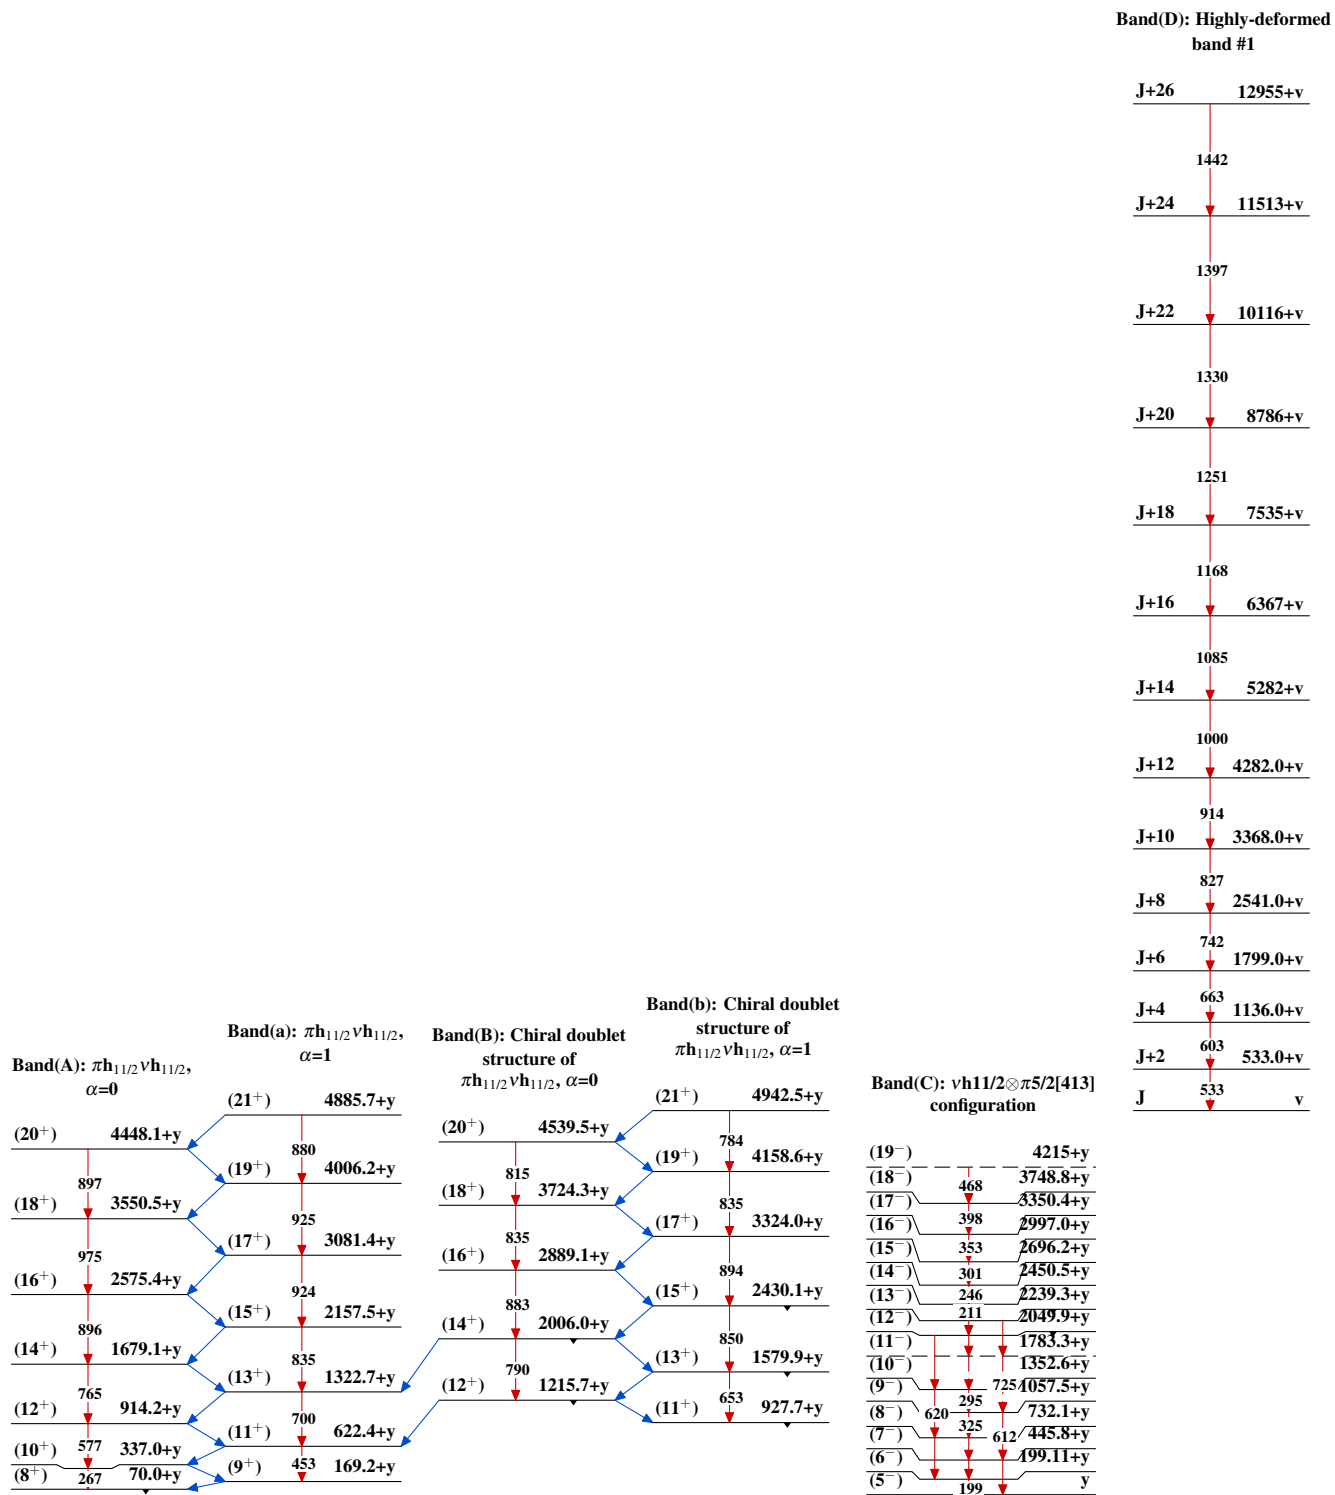 Band(D): Highly-deformed
band #1
J+26 12955+v
1442
J+24 11513+v
1397
J+22 10116+v
1330
J+20 8786+v
1251
J+18 7535+v
1168
J+16 6367+v
1085
J+14 5282+v
1000
J+12 4282.0+v
914
J+10 3368.0+v
827
J+8 2541.0+v
742
J+6 1799.0+v
663
J+4 1136.0+v
603
J+2 533.0+v
533
J v
Band(A): πh₁₁/₂νh₁₁/₂,
α=0
(20⁺) 4448.1+y
897
(18⁺) 3550.5+y
975
(16⁺) 2575.4+y
896
(14⁺) 1679.1+y
765
(12⁺) 914.2+y
577
(10⁺) 337.0+y
267
(8⁺) 70.0+y
Band(a): πh₁₁/₂νh₁₁/₂,
α=1
(21⁺) 4885.7+y
880
(19⁺) 4006.2+y
925
(17⁺) 3081.4+y
924
(15⁺) 2157.5+y
835
(13⁺) 1322.7+y
700
(11⁺) 622.4+y
453
(9⁺) 169.2+y
Band(B): Chiral doublet
structure of
πh₁₁/₂νh₁₁/₂, α=0
(20⁺) 4539.5+y
815
(18⁺) 3724.3+y
835
(16⁺) 2889.1+y
883
(14⁺) 2006.0+y
790
(12⁺) 1215.7+y
Band(b): Chiral doublet
structure of
πh₁₁/₂νh₁₁/₂, α=1
(21⁺) 4942.5+y
784
(19⁺) 4158.6+y
835
(17⁺) 3324.0+y
894
(15⁺) 2430.1+y
850
(13⁺) 1579.9+y
653
(11⁺) 927.7+y
Band(C): νh11/2⊗π5/2[413]
configuration
(19⁻) 4215+y
468
(18⁻) 3748.8+y
(17⁻) 3350.4+y
398
(16⁻) 2997.0+y
353
(15⁻) 2696.2+y
301
(14⁻) 2450.5+y
246
(13⁻) 2239.3+y
211
(12⁻) 2049.9+y
(11⁻) 1783.3+y
(10⁻) 1352.6+y
725
(9⁻) 1057.5+y
295
620
(8⁻) 732.1+y
325
612
(7⁻) 445.8+y
(6⁻) 199.11+y
(5⁻) y
199